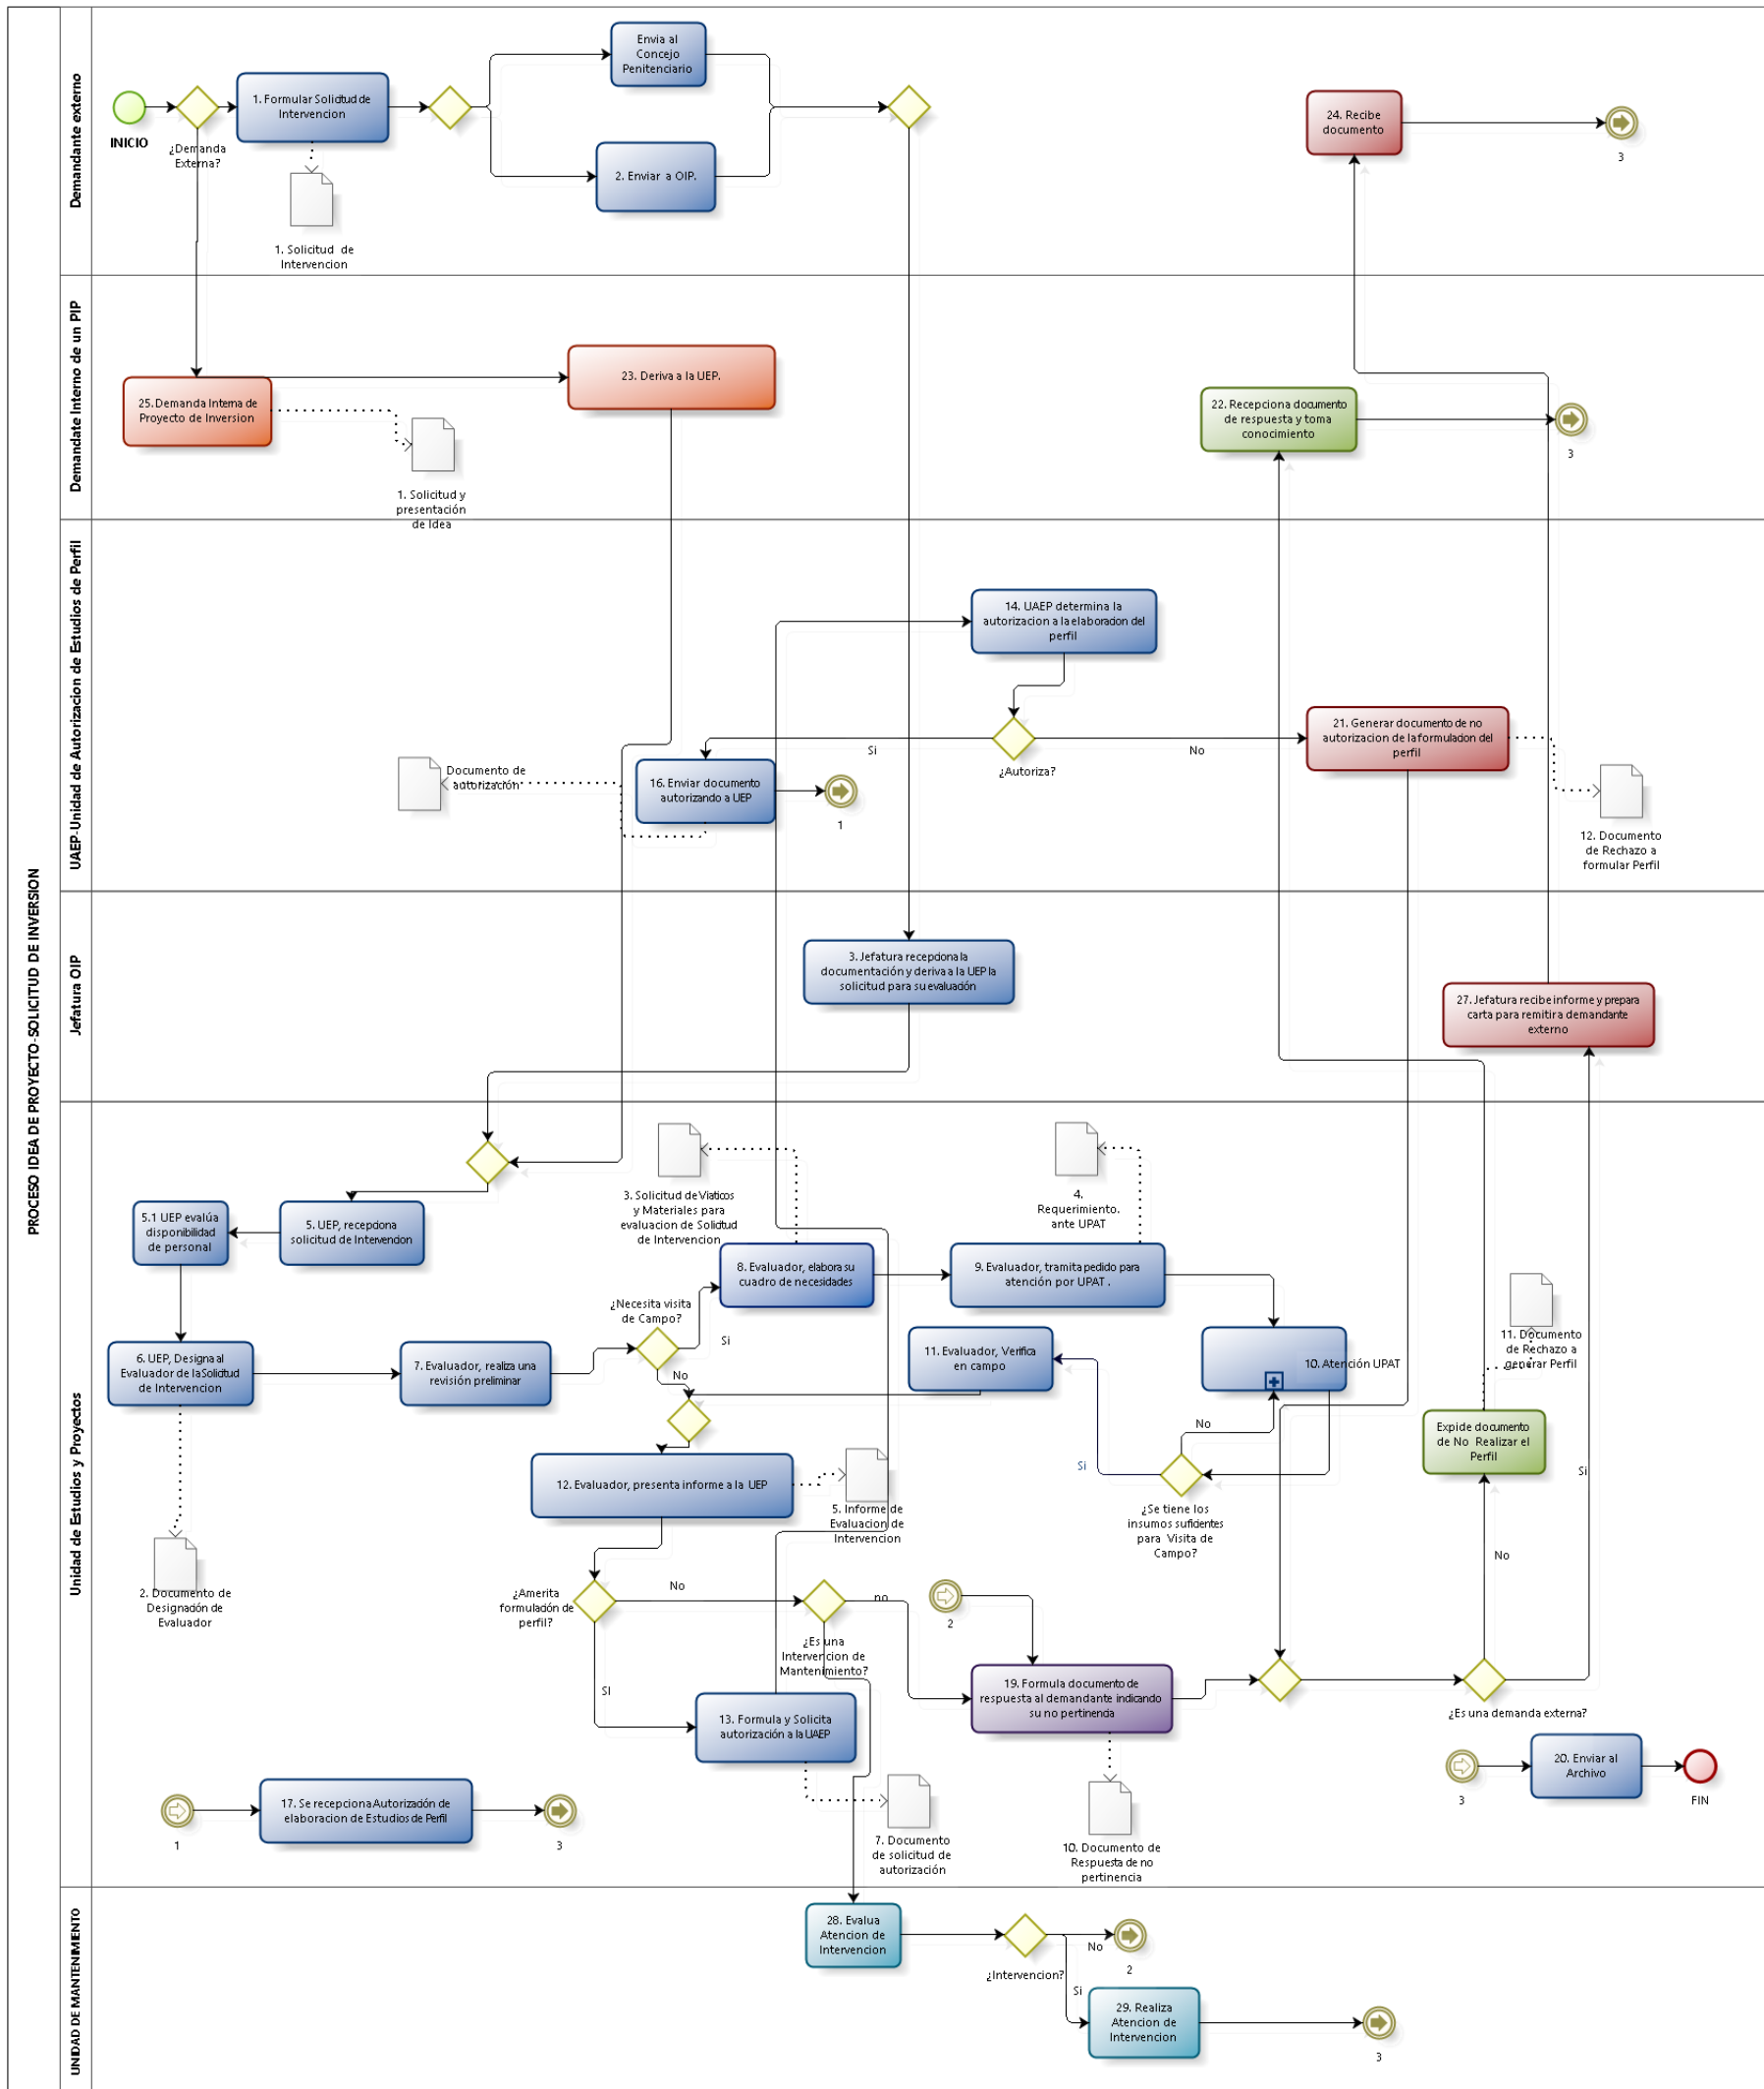 PROCESO IDEA DE PROYECTO-SOLICITUD DE INVERSION
Demandante externo
INICIO
¿Demanda
Externa?
1. Formular Solicitud de
Intervencion
1. Solicitud de
Intervencion
Envia al
Concejo
Penitenciario
2. Enviar a OIP.
24. Recibe
documento
3
Demandate Interno de un PIP
25.Demanda Interna de
Proyecto de Inversion
1. Solicitud y
presentación
de Idea
23. Deriva a la UEP.
22. Recepciona documento
de respuesta y toma
conocimiento
3
UAEP-Unidad de Autorizacion de Estudios de Perfil
14. UAEP determina la
autorizacion a la elaboracion del
perfil
¿Autoriza?
Si
No
Documento de
autorización
16. Enviar documento
autorizando a UEP
1
21. Generar documento de no
autorizacion de la formulacion del
perfil
12. Documento
de Rechazo a
formular Perfil
Jefatura OIP
3. Jefatura recepciona la
documentación y deriva a la UEP la
solicitud para su evaluación
27. Jefatura recibe informe y prepara
carta para remitir a demandante
externo
Unidad de Estudios y Proyectos
5.1 UEP evalúa
disponibilidad
de personal
5. UEP, recepciona
solicitud de Intervencion
3. Solicitud de Viaticos
y Materiales para
evaluacion de Solicitud
de Intervencion
4.
Requerimiento.
ante UPAT
8. Evaluador, elabora su
cuadro de necesidades
9. Evaluador, tramita pedido para
atención por UPAT .
¿Necesita visita
de Campo?
Si
No
6. UEP, Designa al
Evaluador de la Solicitud
de Intervencion
7. Evaluador, realiza una
revisión preliminar
11. Evaluador, Verifica
en campo
10. Atención UPAT
No
Si
¿Se tiene los
insumos suficientes
para Visita de
Campo?
11. Documento
de Rechazo a
generar Perfil
Expide documento
de No Realizar el
Perfil
Si
No
12. Evaluador, presenta informe a la UEP
5. Informe de
Evaluacion de
Intervencion
2. Documento de
Designación de
Evaluador
¿Amerita
formulación de
perfil?
No
SI
¿Es una
Intervencion de
Mantenimiento?
no
2
19. Formula documento de
respuesta al demandante indicando
su no pertinencia
¿Es una demanda externa?
13. Formula y Solicita
autorización a la UAEP
7. Documento
de solicitud de
autorización
10. Documento de
Respuesta de no
pertinencia
3
20. Enviar al
Archivo
FIN
1
17. Se recepciona Autorización de
elaboracion de Estudios de Perfil
3
UNIDAD DE MANTENIMIENTO
28. Evalua
Atencion de
Intervencion
¿Intervencion?
No
2
Si
29. Realiza
Atencion de
Intervencion
3